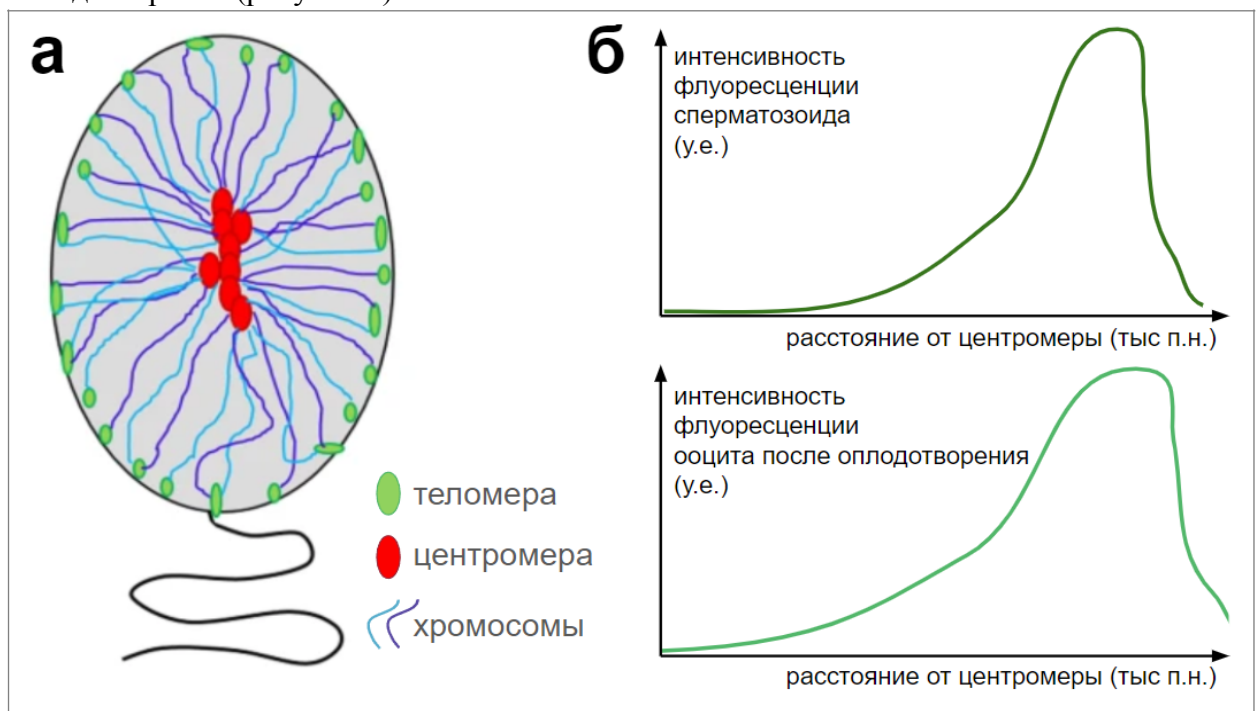 а
теломера
центромера
хромосомы
б
интенсивность
флуоресценции
сперматозоида
(у.е.)
расстояние от центромеры (тыс п.н.)
интенсивность
флуоресценции
ооцита после оплодотворения
(у.е.)
расстояние от центромеры (тыс п.н.)